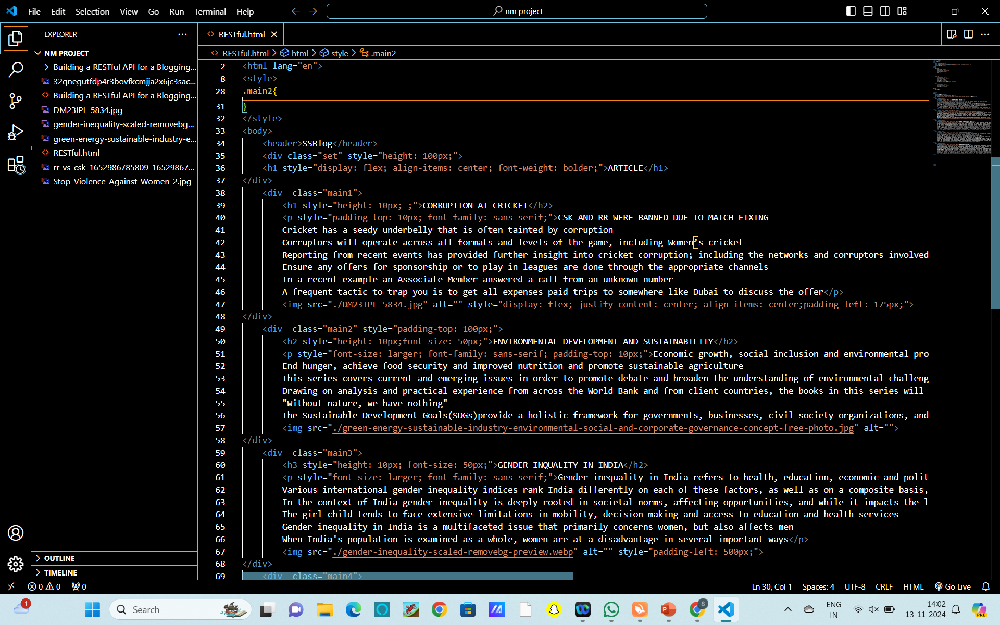 File Edit Selection View Go Run Terminal Help
nm project
EXPLORER
NM PROJECT
Building a RESTful API for a Blogging...
32qnegutfdp4r3bovfkcmjja2x6jc3sac...
Building a RESTful API for a Blogging...
DM23IPL_5834.jpg
gender-inequality-scaled-removebg...
green-energy-sustainable-industry-e...
RESTful.html
rr_vs_csk_1652986785809_16529867...
Stop-Violence-Against-Women-2.jpg
OUTLINE
TIMELINE
RESTful.html
RESTful.html > html > style > .main2
2 <html lang="en">
8 <style>
28 .main2{
31 }
32 </style>
33 <body>
34 <header>SSBlog</header>
35 <div class="set" style="height: 100px;">
36 <h1 style="display: flex; align-items: center; font-weight: bolder;">ARTICLE</h1>
37 </div>
38 <div  class="main1">
39 <h1 style="height: 10px; ;">CORRUPTION AT CRICKET</h2>
40 <p style="padding-top: 10px; font-family: sans-serif;">CSK AND RR WERE BANNED DUE TO MATCH FIXING
41 Cricket has a seedy underbelly that is often tainted by corruption
42 Corruptors will operate across all formats and levels of the game, including Women’s cricket
43 Reporting from recent events has provided further insight into cricket corruption; including the networks and corruptors involved
44 Ensure any offers for sponsorship or to play in leagues are done through the appropriate channels
45 In a recent example an Associate Member answered a call from an unknown number
46 A frequent tactic to trap you is to get all expenses paid trips to somewhere like Dubai to discuss the offer</p>
47 <img src="./DM23IPL_5834.jpg" alt="" style="display: flex; justify-content: center; align-items: center;padding-left: 175px;">
48 </div>
49 <div  class="main2" style="padding-top: 100px;">
50 <h2 style="height: 10px;font-size: 50px;">ENVIRONMENTAL DEVELOPMENT AND SUSTAINABILITY</h2>
51 <p style="font-size: larger; font-family: sans-serif; padding-top: 10px;">Economic growth, social inclusion and environmental pro
52 End hunger, achieve food security and improved nutrition and promote sustainable agriculture
53 This series covers current and emerging issues in order to promote debate and broaden the understanding of environmental challeng
54 Drawing on analysis and practical experience from across the World Bank and from client countries, the books in this series will
55 "Without nature, we have nothing"
56 The Sustainable Development Goals(SDGs)provide a holistic framework for governments, businesses, civil society organizations, and
57 <img src="./green-energy-sustainable-industry-environmental-social-and-corporate-governance-concept-free-photo.jpg" alt="">
58 </div>
59 <div  class="main3">
60 <h3 style="height: 10px; font-size: 50px;">GENDER INQUALITY IN INDIA</h2>
61 <p style="font-size: larger; font-family: sans-serif;">Gender inequality in India refers to health, education, economic and polit
62 Various international gender inequality indices rank India differently on each of these factors, as well as on a composite basis,
63 In the context of India gender inequality is deeply rooted in societal norms, affecting opportunities, and while it impacts the l
64 The girl child tends to face extensive limitations in mobility, decision-making and access to education and health services
65 Gender inequality in India is a multifaceted issue that primarily concerns women, but also affects men
66 When India's population is examined as a whole, women are at a disadvantage in several important ways</p>
67 <img src="./gender-inequality-scaled-removebg-preview.webp" alt="" style="padding-left: 500px;">
68 </div>
69 <div  class="main4">
0 0 0
Ln 30, Col 1 Spaces: 4 UTF-8 CRLF HTML Go Live
1
Search
S
ENG
IN
14:02
13-11-2024
PRE